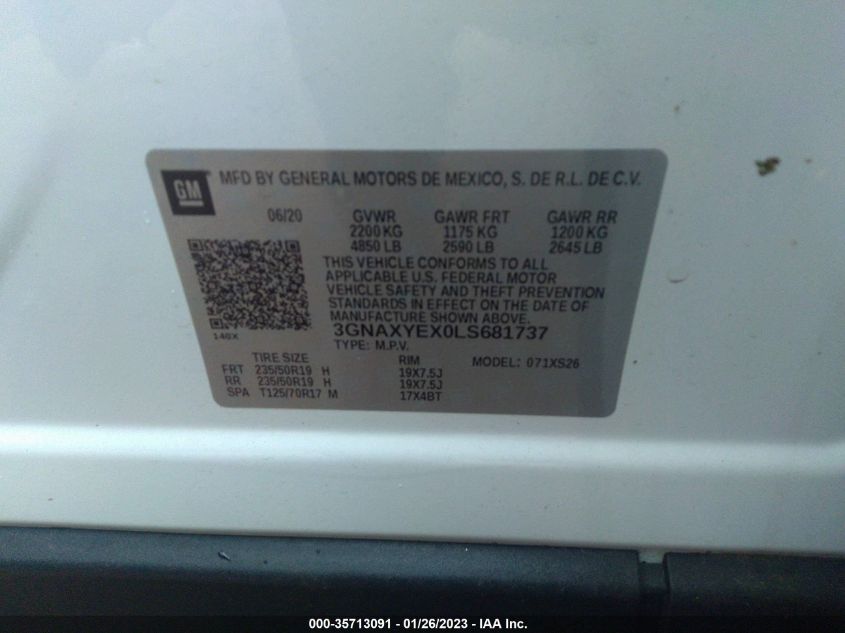 GM
MFD BY GENERAL MOTORS DE MEXICO, S. DE R.L. DE C.V.
06/20 GVWR GAWR FRT GAWR RR
2200 KG 1175 KG 1200 KG
4850 LB 2590 LB 2645 LB
THIS VEHICLE CONFORMS TO ALL
APPLICABLE U.S. FEDERAL MOTOR
VEHICLE SAFETY AND THEFT PREVENTION
STANDARDS IN EFFECT ON THE DATE OF
MANUFACTURE SHOWN ABOVE.
3GNAXYEX0LS681737
140X
TYPE: M.P.V.
TIRE SIZE RIM MODEL: 071XS26
FRT 235/50R19 H 19X7.5J
RR 235/50R19 H 19X7.5J
SPA T125/70R17 M 17X4BT
000-35713091 - 01/26/2023 - IAA Inc.